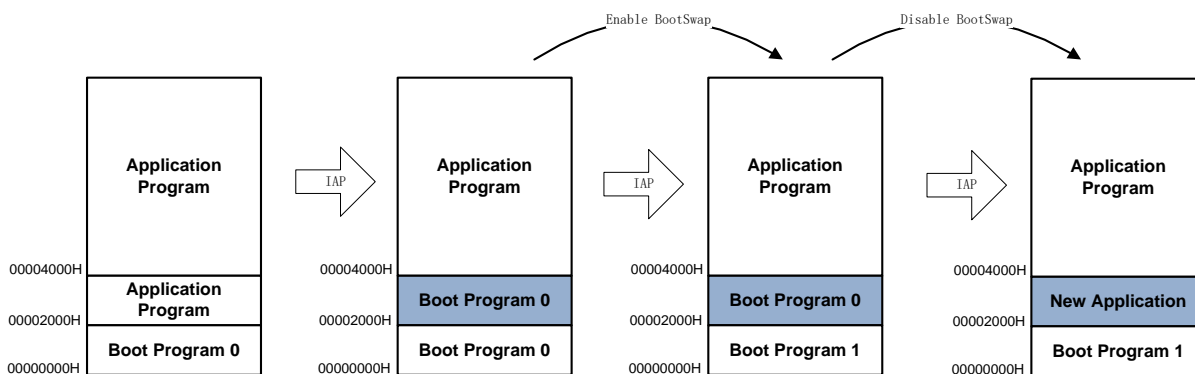 Enable BootSwap
Disable BootSwap
Application
Program
00004000H
Application
Program
00002000H
Boot Program 0
00000000H
IAP
Application
Program
00004000H
Boot Program 0
00002000H
Boot Program 0
00000000H
IAP
Application
Program
00004000H
Boot Program 0
00002000H
Boot Program 1
00000000H
IAP
Application
Program
00004000H
New Application
00002000H
Boot Program 1
00000000H